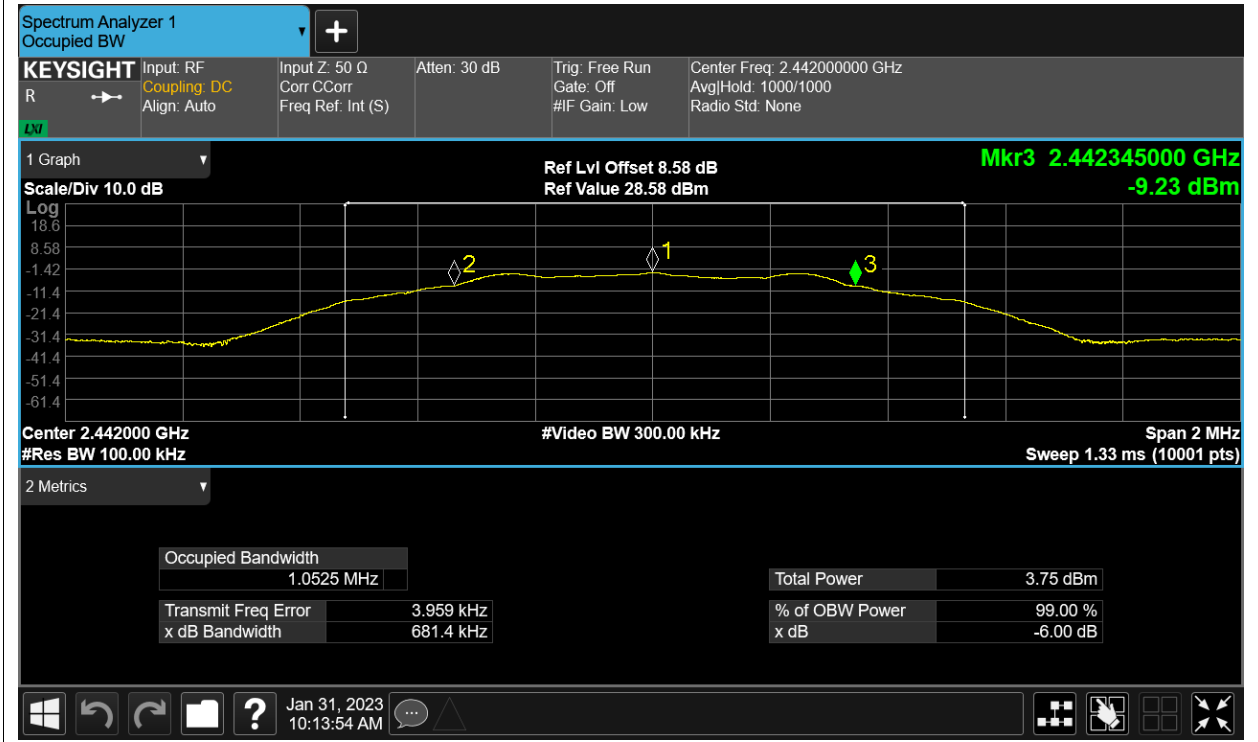 Spectrum Analyzer 1
Occupied BW
KEYSIGHT
R
LXI
Input: RF
Coupling: DC
Align: Auto
Input Z: 50 Ω
Corr CCorr
Freq Ref: Int (S)
Atten: 30 dB
Trig: Free Run
Gate: Off
#IF Gain: Low
Center Freq: 2.442000000 GHz
Avg|Hold: 1000/1000
Radio Std: None
1 Graph
Scale/Div 10.0 dB
Ref Lvl Offset 8.58 dB
Ref Value 28.58 dBm
Mkr3 2.442345000 GHz
-9.23 dBm
Log
18.6
8.58
-1.42
-11.4
-21.4
-31.4
-41.4
-51.4
-61.4
2
1
3
Center 2.442000 GHz
#Res BW 100.00 kHz
#Video BW 300.00 kHz
Span 2 MHz
Sweep 1.33 ms (10001 pts)
2 Metrics
Occupied Bandwidth
1.0525 MHz
Transmit Freq Error 3.959 kHz
x dB Bandwidth 681.4 kHz
Total Power 3.75 dBm
% of OBW Power 99.00 %
x dB -6.00 dB
?
Jan 31, 2023
10:13:54 AM